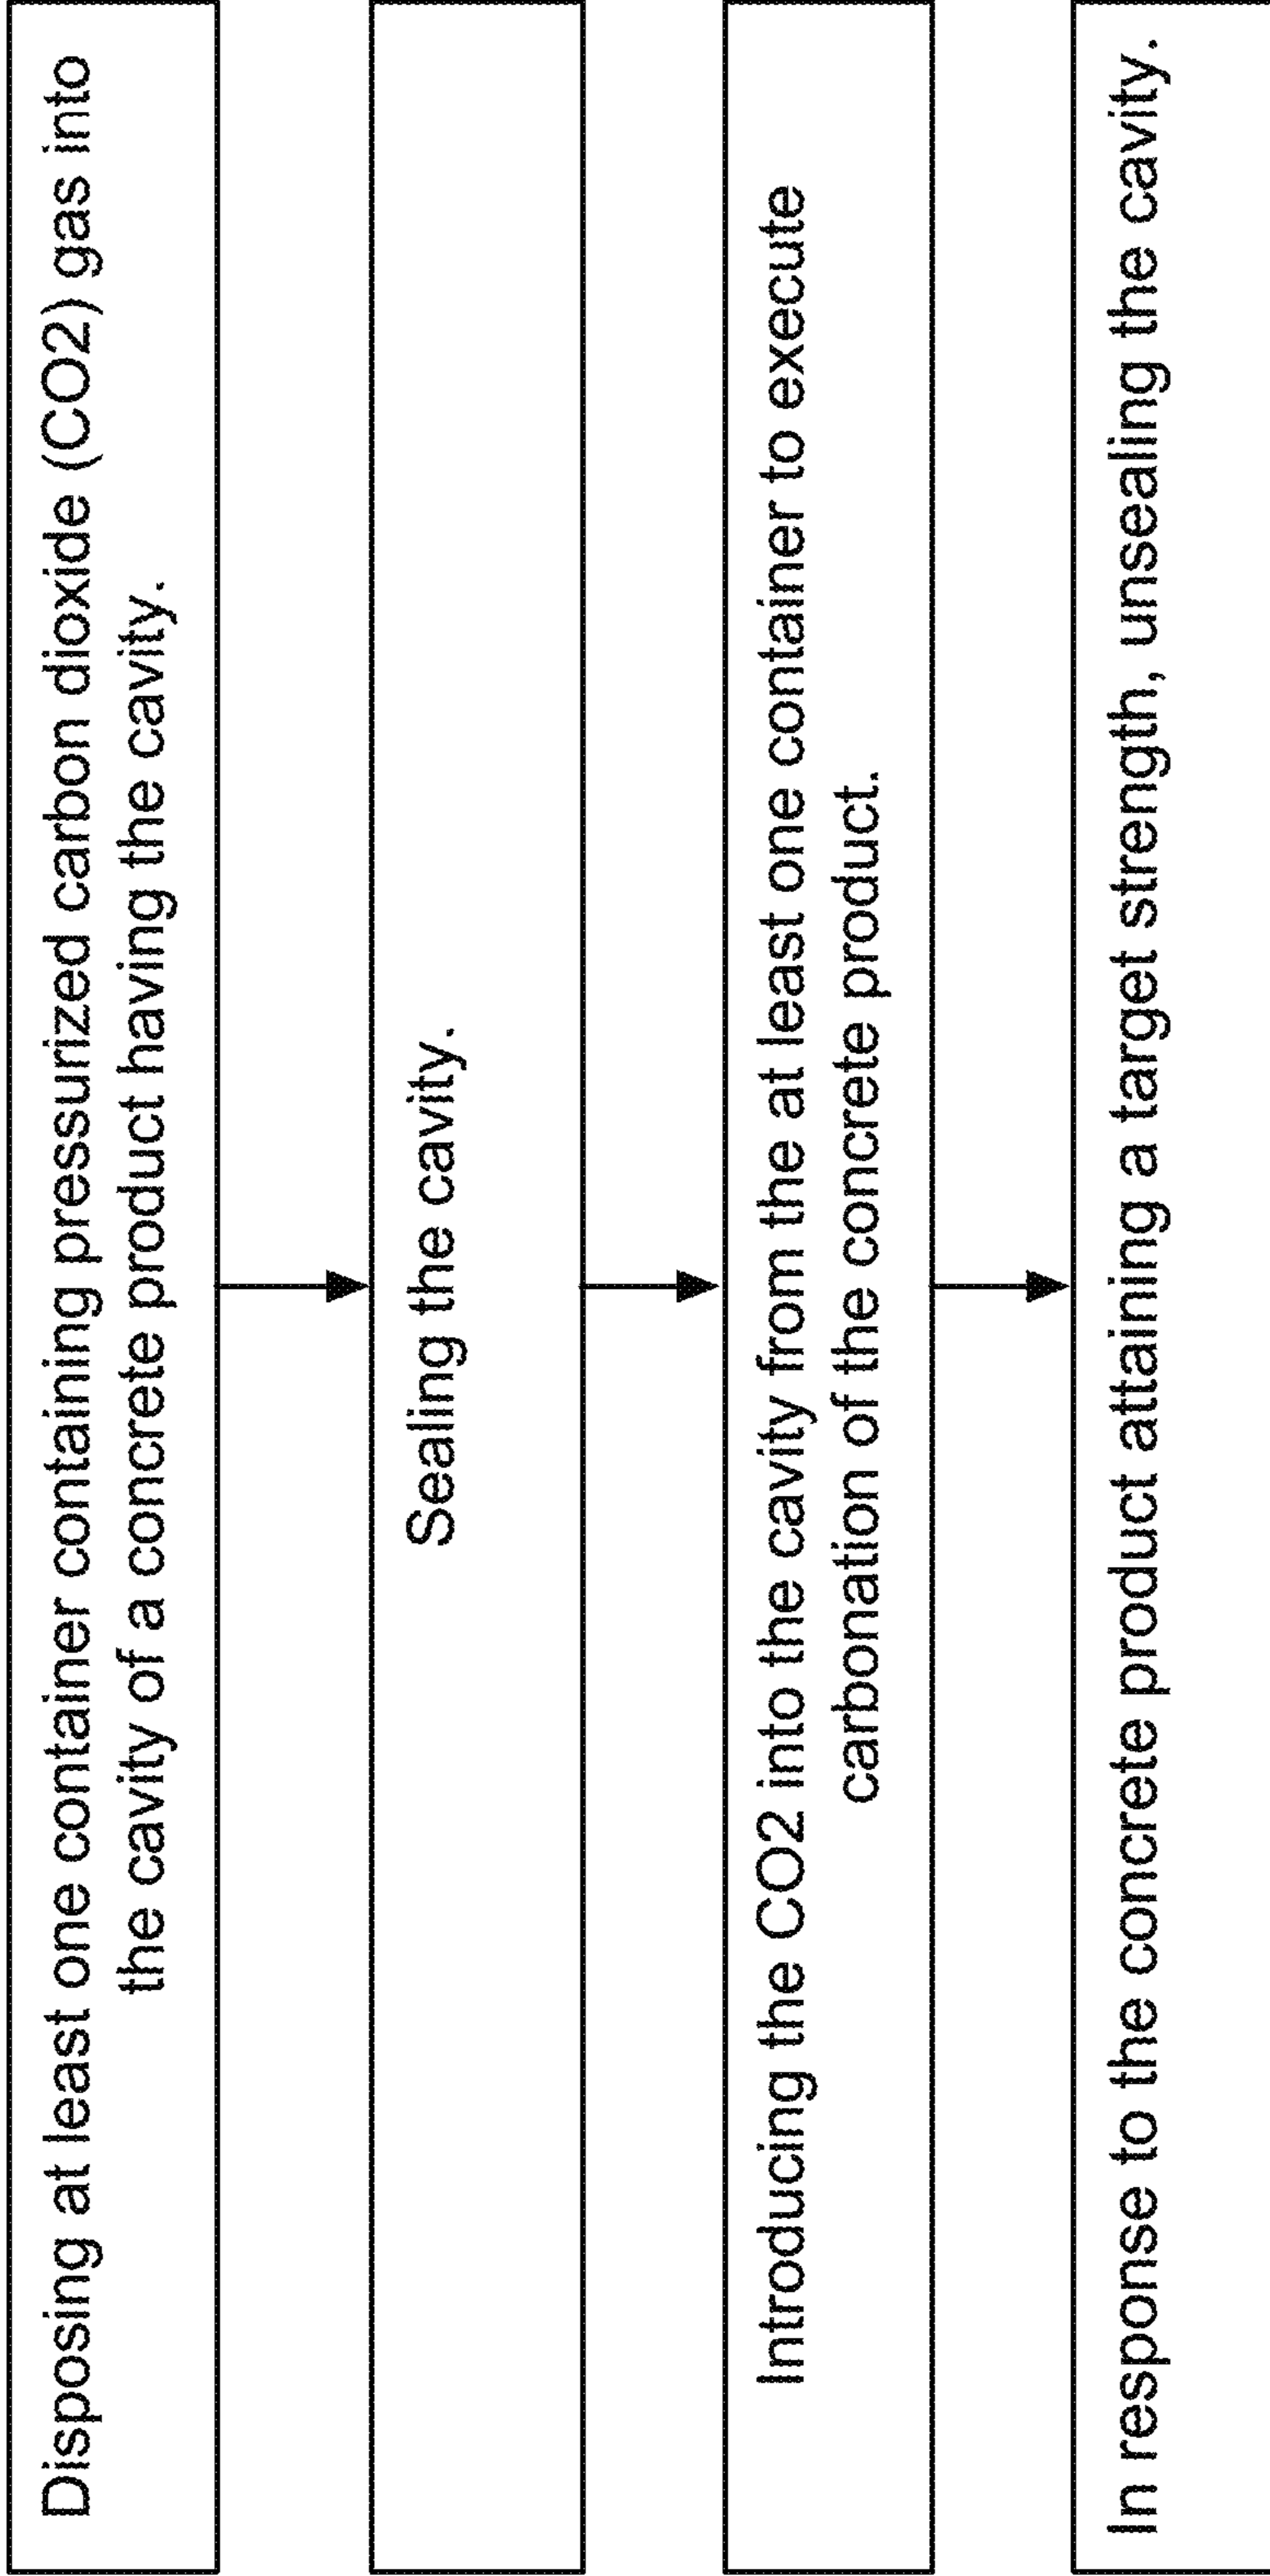 Disposing at least one container containing pressurized carbon dioxide (CO2) gas into
the cavity of a concrete product having the cavity.
Sealing the cavity.
Introducing the CO2 into the cavity from the at least one container to execute
carbonation of the concrete product.
In response to the concrete product attaining a target strength, unsealing the cavity.